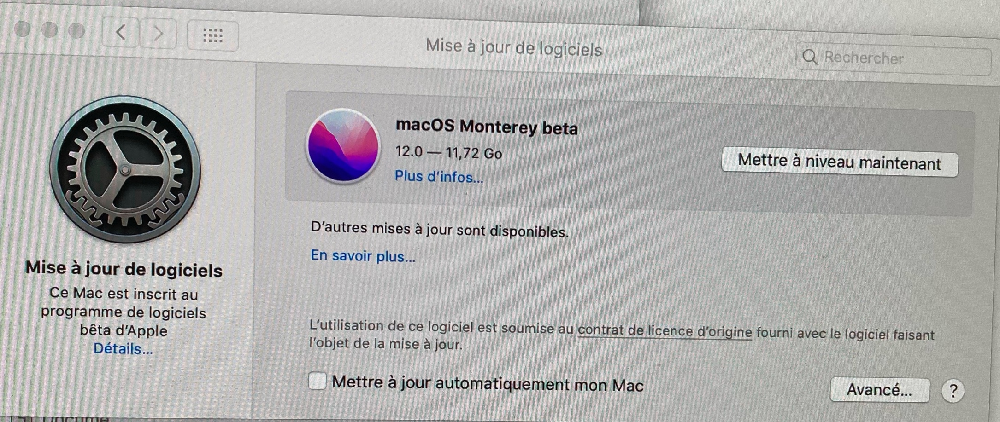 Mise à jour de logiciels
Rechercher
macOS Monterey beta
12.0 — 11,72 Go
Plus d'infos...
Mettre à niveau maintenant
D'autres mises à jour sont disponibles.
En savoir plus...
Mise à jour de logiciels
Ce Mac est inscrit au
programme de logiciels
bêta d'Apple
Détails...
L'utilisation de ce logiciel est soumise au contrat de licence d'origine fourni avec le logiciel faisant
l'objet de la mise à jour.
Mettre à jour automatiquement mon Mac
Avancé...
?